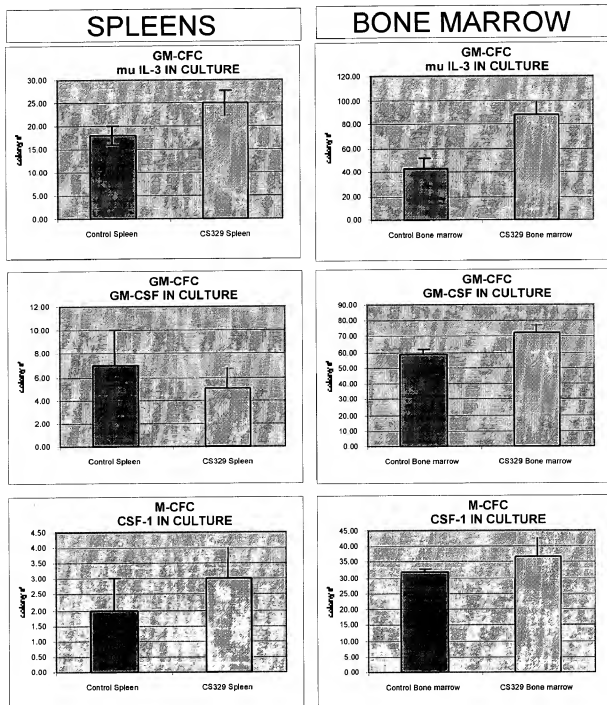 SPLEENS
GM-CFC
mu IL-3 IN CULTURE
30.00
25.00
20.00
15.00
10.00
5.00
0.00
colony #
Control Spleen CS329 Spleen
GM-CFC
GM-CSF IN CULTURE
12.00
10.00
8.00
6.00
4.00
2.00
0.00
colony #
Control Spleen CS329 Spleen
M-CFC
CSF-1 IN CULTURE
4.50
4.00
3.50
3.00
2.50
2.00
1.50
1.00
0.50
0.00
colony #
Control Spleen CS329 Spleen
BONE MARROW
GM-CFC
mu IL-3 IN CULTURE
120.00
100.00
80.00
60.00
40.00
20.00
0.00
colony #
Control Bone marrow CS329 Bone marrow
GM-CFC
GM-CSF IN CULTURE
90.00
80.00
70.00
60.00
50.00
40.00
30.00
20.00
10.00
0.00
colony #
Control Bone marrow CS329 Bone marrow
M-CFC
CSF-1 IN CULTURE
45.00
40.00
35.00
30.00
25.00
20.00
15.00
10.00
5.00
0.00
colony #
Control Bone marrow CS329 Bone marrow